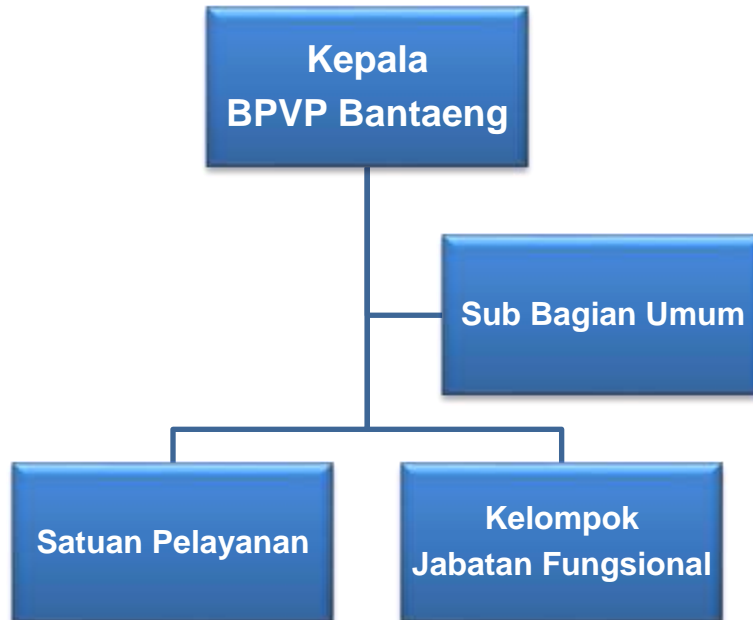 Kepala
BPVP Bantaeng
Sub Bagian Umum
Satuan Pelayanan
Kelompok
Jabatan Fungsional